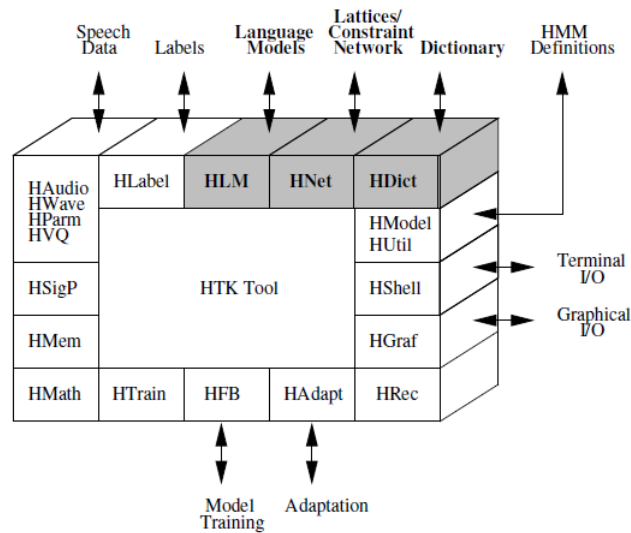 Speech
Data
Labels
Language
Models
Lattices/
Constraint
Network
Dictionary
HMM
Definitions
HAudio
HWave
HParm
HVQ
HLabel
HLM
HNet
HDict
HModel
HUtil
HSigP
HTK Tool
HShell
Terminal
I/O
HMem
HGraf
Graphical
I/O
HMath
HTrain
HFB
HAdapt
HRec
Model
Training
Adaptation